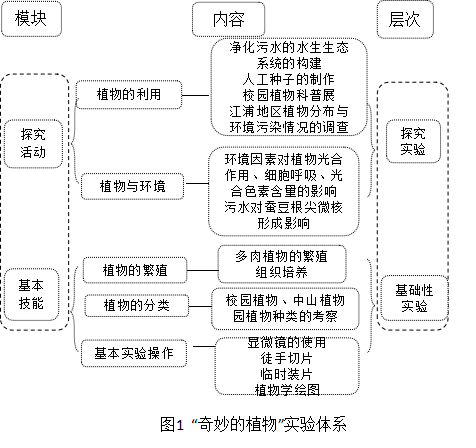 模块
内容
层次
净化污水的水生生态
系统的构建
人工种子的制作
校园植物科普展
江浦地区植物分布与
环境污染情况的调查
植物的利用
探究
活动
探究
实验
植物与环境
环境因素对植物光合
作用、细胞呼吸、光
合色素含量的影响
污水对蚕豆根尖微核
形成影响
植物的繁殖
多肉植物的繁殖
组织培养
基本
技能
植物的分类
校园植物、中山植物
园植物种类的考察
基础性
实验
基本实验操作
显微镜的使用
徒手切片
临时装片
植物学绘图
图1 “奇妙的植物”实验体系